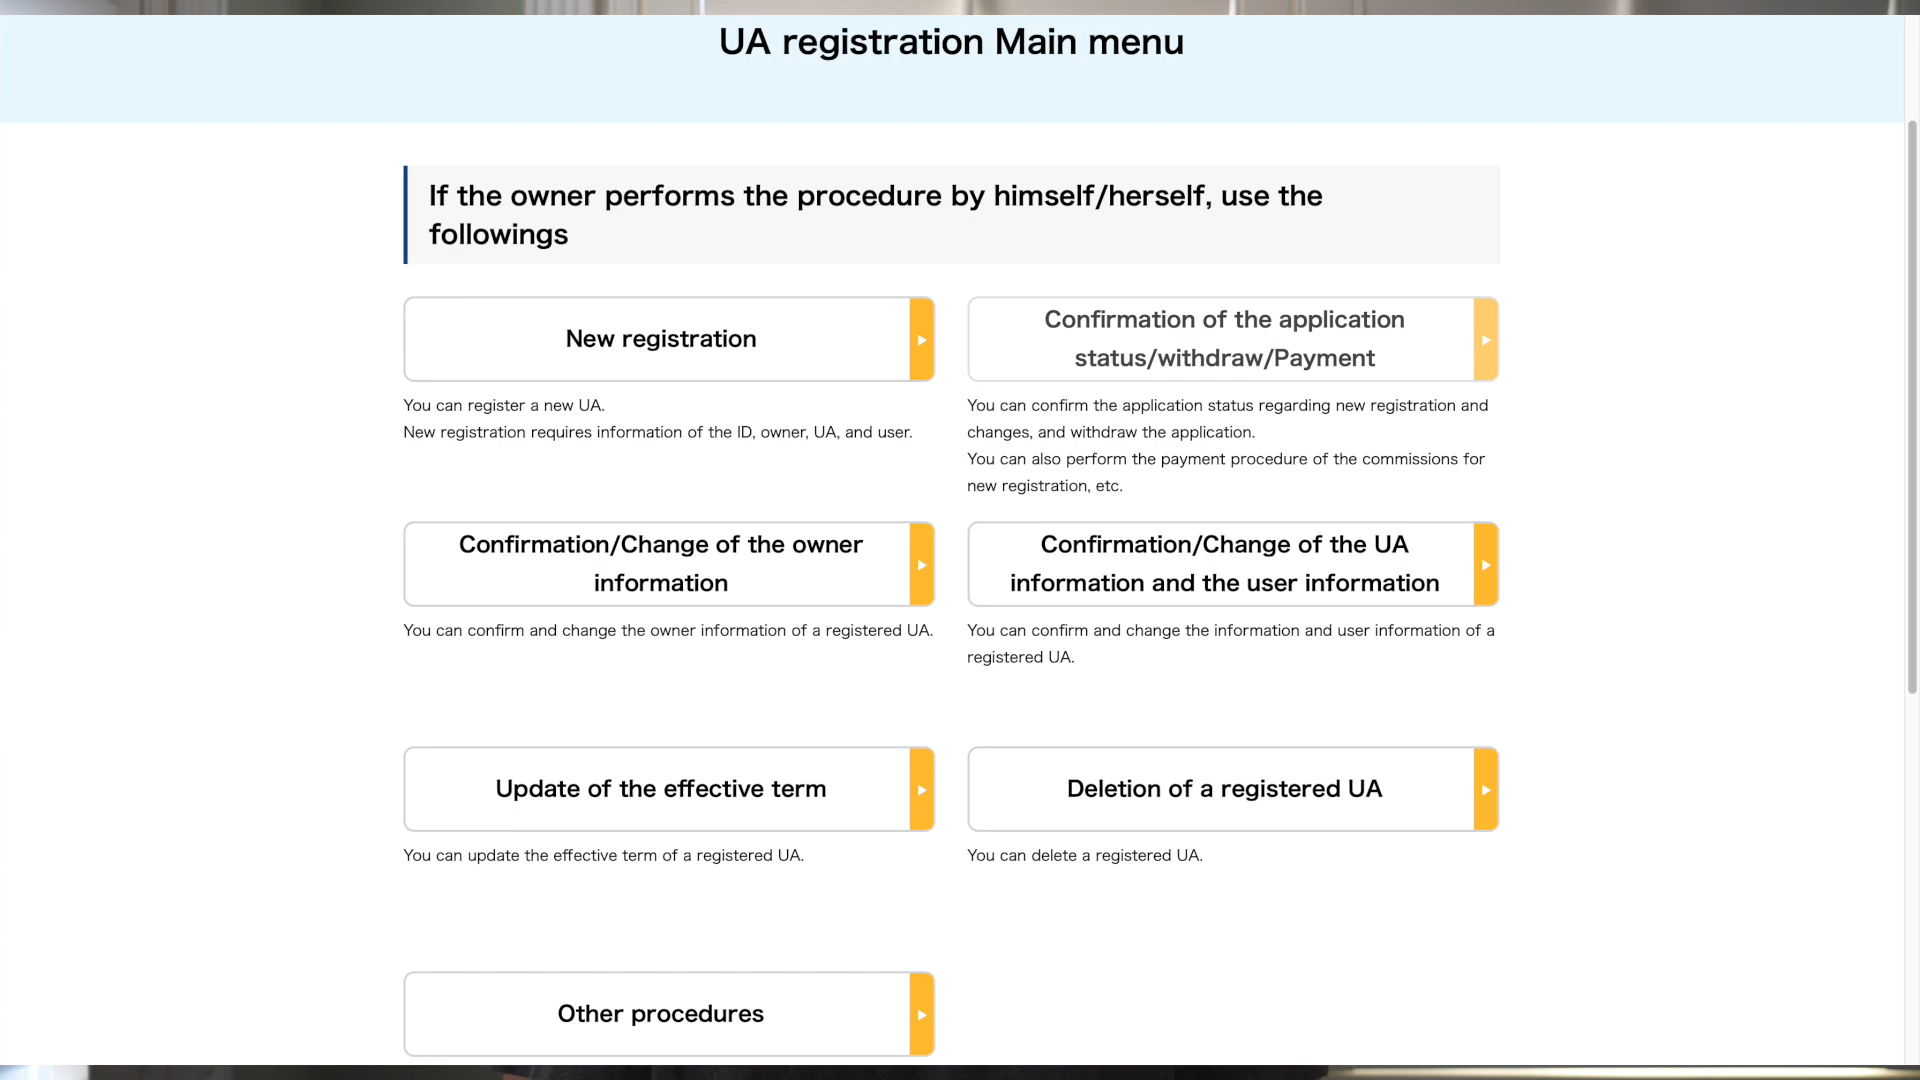 UA registration Main menu
If the owner performs the procedure by himself/herself, use the
followings
New registration
You can register a new UA.
New registration requires information of the ID, owner, UA, and user.
Confirmation of the application
status/withdraw/Payment
You can confirm the application status regarding new registration and
changes, and withdraw the application.
You can also perform the payment procedure of the commissions for
new registration, etc.
Confirmation/Change of the owner
information
You can confirm and change the owner information of a registered UA.
Confirmation/Change of the UA
information and the user information
You can confirm and change the information and user information of a
registered UA.
Update of the effective term
You can update the effective term of a registered UA.
Deletion of a registered UA
You can delete a registered UA.
Other procedures